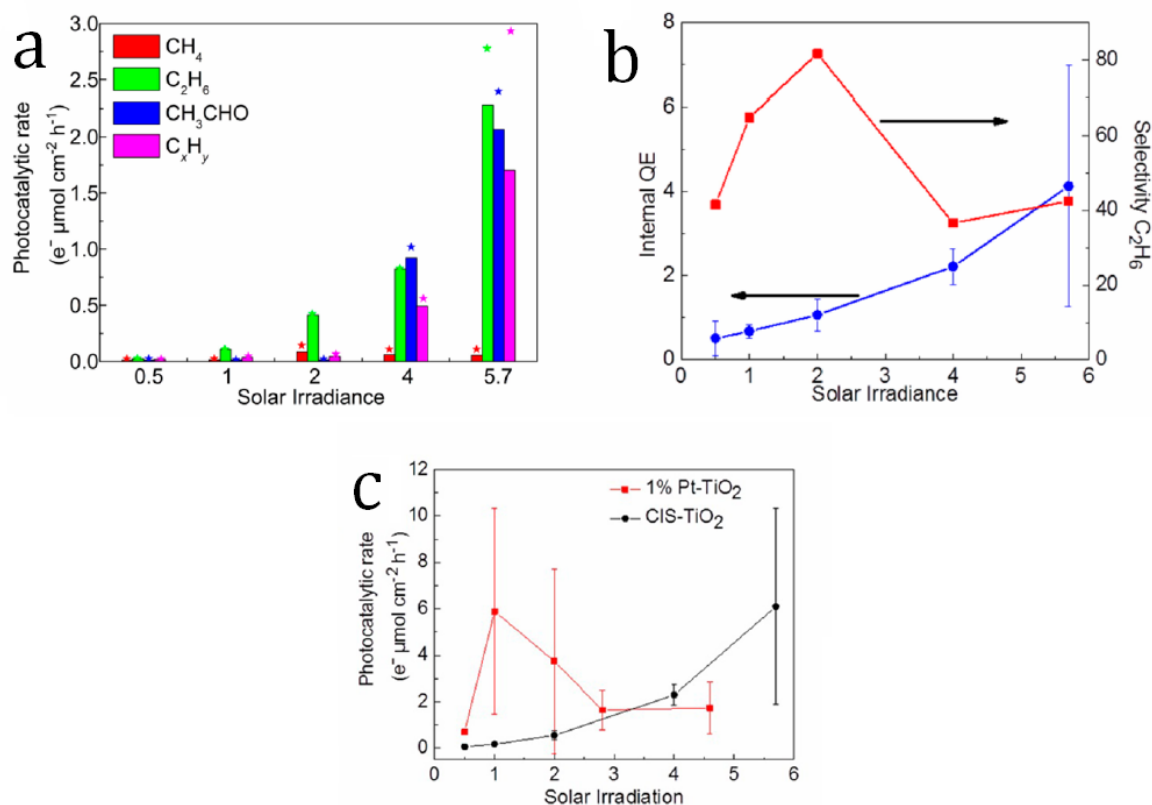 a
Photocatalytic rate
(e⁻ μmol cm⁻² h⁻¹)
3.0
2.5
2.0
1.5
1.0
0.5
0.0
CH₄
C₂H₆
CH₃CHO
CₓHᵧ
0.5 1 2 4 5.7
Solar Irradiance
b
Internal QE
8
6
4
2
0
80
60
40
20
0
Selectivity C₂H₆
0 1 2 3 4 5 6
Solar Irradiance
c
Photocatalytic rate
(e⁻ μmol cm⁻² h⁻¹)
12
10
8
6
4
2
0
1% Pt-TiO₂
CIS-TiO₂
0 1 2 3 4 5 6
Solar Irradiation